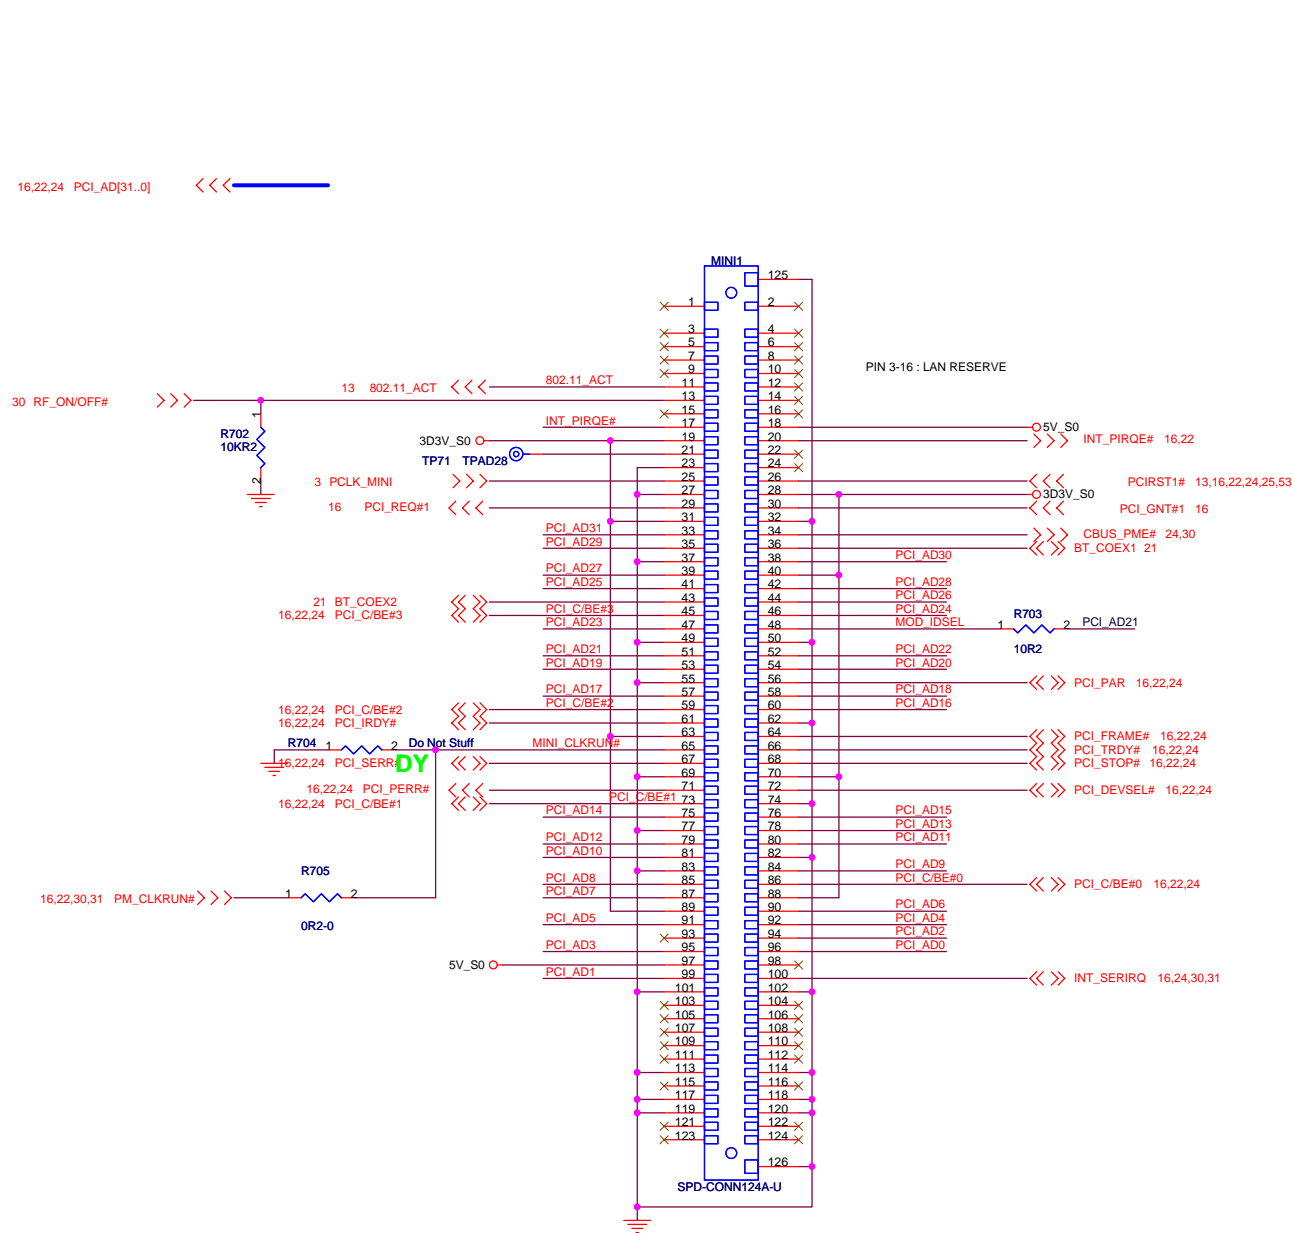 16,22,24 PCI_AD[31..0]
MINI1
125
1 2
3 4
5 6
PIN 3-16 : LAN RESERVE
7 8
9 10
13 802.11_ACT 802.11_ACT 11 12
30 RF_ON/OFF# 13 14
1
15 16
R702
10KR2
2
INT_PIRQE# 17 18 5V_S0
3D3V_S0 19 20 INT_PIRQE# 16,22
TP71 TPAD28 21 22
23 24
3 PCLK_MINI 25 26 PCIRST1# 13,16,22,24,25,53
27 28 3D3V_S0
16 PCI_REQ#1 29 30 PCI_GNT#1 16
31 32
PCI_AD31 33 34 CBUS_PME# 24,30
PCI_AD29 35 36 BT_COEX1 21
37 38 PCI_AD30
PCI_AD27 39 40
PCI_AD25 41 42 PCI_AD28
21 BT_COEX2 43 44 PCI_AD26
16,22,24 PCI_C/BE#3 PCI_C/BE#3 45 46 PCI_AD24
PCI_AD23 47 48 MOD_IDSEL 1 R703 2 PCI_AD21
10R2
49 50
PCI_AD21 51 52 PCI_AD22
PCI_AD19 53 54 PCI_AD20
55 56 PCI_PAR 16,22,24
PCI_AD17 57 58 PCI_AD18
16,22,24 PCI_C/BE#2 PCI_C/BE#2 59 60 PCI_AD16
16,22,24 PCI_IRDY# 61 62
63 64 PCI_FRAME# 16,22,24
R704 1 2 Do Not Stuff MINI_CLKRUN# 65 66 PCI_TRDY# 16,22,24
16,22,24 PCI_SERR# DY 67 68 PCI_STOP# 16,22,24
69 70
16,22,24 PCI_PERR# 71 72 PCI_DEVSEL# 16,22,24
16,22,24 PCI_C/BE#1 PCI_C/BE#1 73 74
PCI_AD14 75 76 PCI_AD15
77 78 PCI_AD13
PCI_AD12 79 80 PCI_AD11
PCI_AD10 81 82
83 84 PCI_AD9
PCI_AD8 85 86 PCI_C/BE#0 PCI_C/BE#0 16,22,24
R705
16,22,30,31 PM_CLKRUN# 1 2 PCI_AD7 87 88
0R2-0
89 90 PCI_AD6
PCI_AD5 91 92 PCI_AD4
93 94 PCI_AD2
PCI_AD3 95 96 PCI_AD0
5V_S0 97 98
PCI_AD1 99 100 INT_SERIRQ 16,24,30,31
101 102
103 104
105 106
107 108
109 110
111 112
113 114
115 116
117 118
119 120
121 122
123 124
126
SPD-CONN124A-U